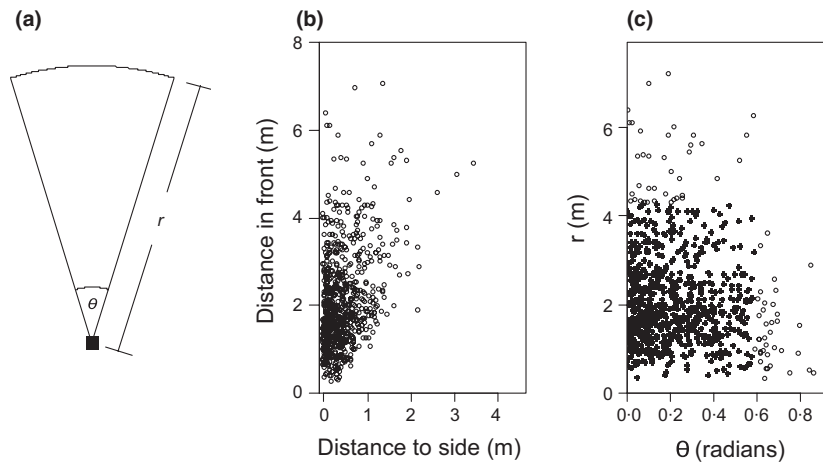 (a)
r
θ
(b)
8
6
4
2
0
0 1 2 3 4
Distance in front (m)
Distance to side (m)
(c)
6
4
2
0
0·0 0·2 0·4 0·6 0·8
r (m)
θ (radians)